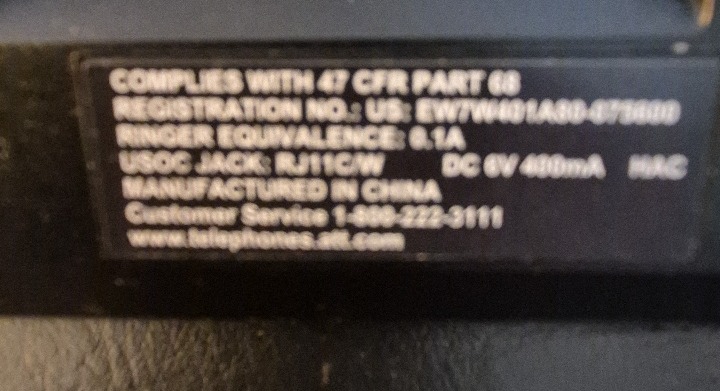 COMPLIES WITH 47 CFR PART 68
REGISTRATION NO.: US:
RINGER EQUIVALENCE: 0.1A
USOC JACK: RJ11C/W DC 6V 400mA HAC
MANUFACTURED IN CHINA
Customer Service 1-800-222-3111
www.telephones.att.com